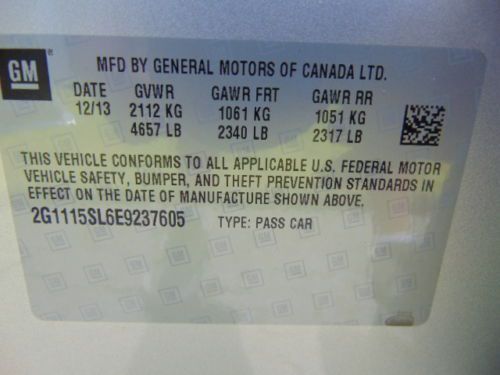 GM
MFD BY GENERAL MOTORS OF CANADA LTD.
DATE GVWR GAWR FRT GAWR RR
12/13 2112 KG 1061 KG 1051 KG
4657 LB 2340 LB 2317 LB
THIS VEHICLE CONFORMS TO ALL APPLICABLE U.S. FEDERAL MOTOR
VEHICLE SAFETY, BUMPER, AND THEFT PREVENTION STANDARDS IN
EFFECT ON THE DATE OF MANUFACTURE SHOWN ABOVE.
2G1115SL6E9237605 TYPE: PASS CAR